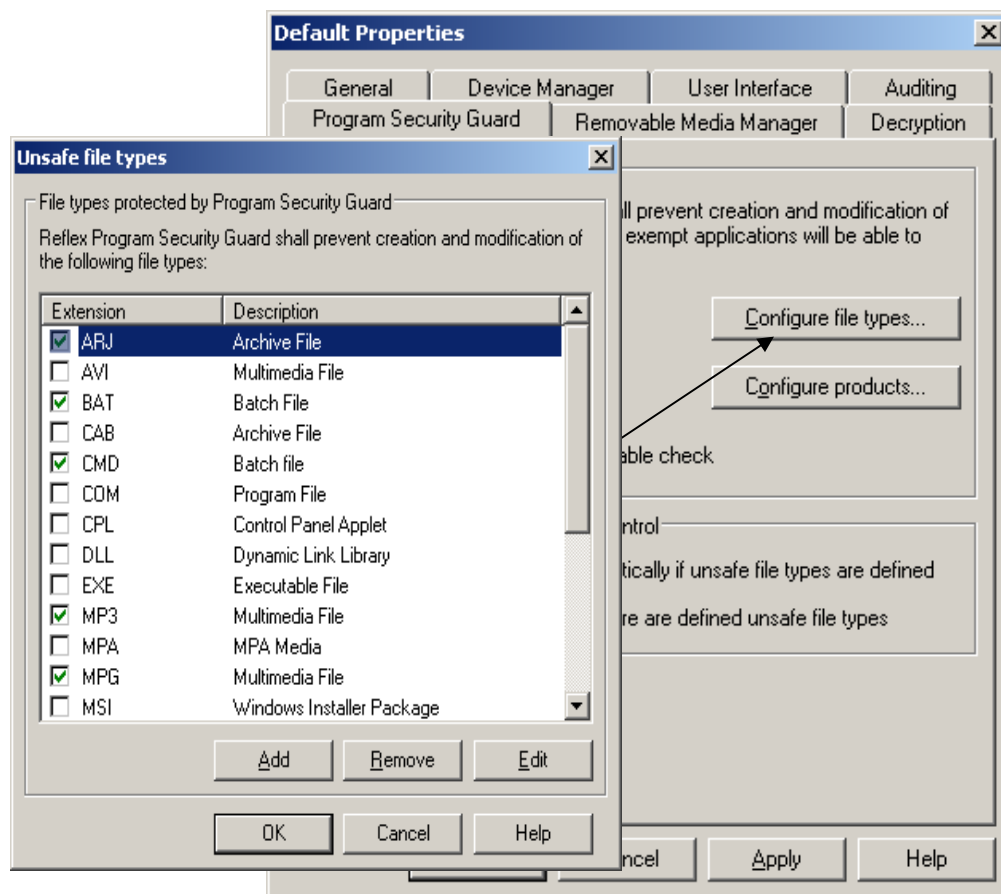 Default Properties
General Device Manager User Interface Auditing
Program Security Guard Removable Media Manager Decryption
Unsafe file types
File types protected by Program Security Guard
Reflex Program Security Guard shall prevent creation and modification of
the following file types:
Extension Description
ARJ Archive File
AVI Multimedia File
BAT Batch File
CAB Archive File
CMD Batch file
COM Program File
CPL Control Panel Applet
DLL Dynamic Link Library
EXE Executable File
MP3 Multimedia File
MPA MPA Media
MPG Multimedia File
MSI Windows Installer Package
Add Remove Edit
OK Cancel Help
prevent creation and modification of
exempt applications will be able to
Configure file types...
Configure products...
check
if unsafe file types are defined
are defined unsafe file types
Apply Help